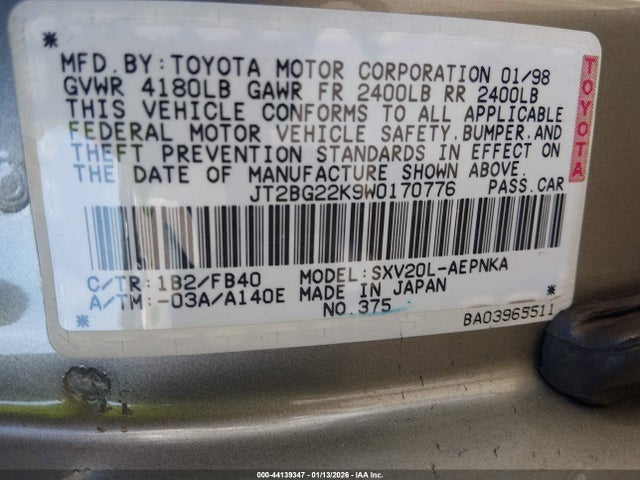 MFD.BY:TOYOTA MOTOR CORPORATION 01/98
GVWR 4180LB GAWR FR 2400LB RR 2400LB
THIS VEHICLE CONFORMS TO ALL APPLICABLE
FEDERAL MOTOR VEHICLE SAFETY,BUMPER,AND
THEFT PREVENTION STANDARDS IN EFFECT ON
THE DATE OF MANUFACTURE SHOWN ABOVE.
JT2BG22K9W0170776 PASS.CAR
TOYOTA
C/TR:1B2/FB40 MODEL:SXV20L-AEPNKA
A/TM:-03A/A140E MADE IN JAPAN
NO.375
BA03965511
000-44139347 | 01/13/2026 | IAA Inc.